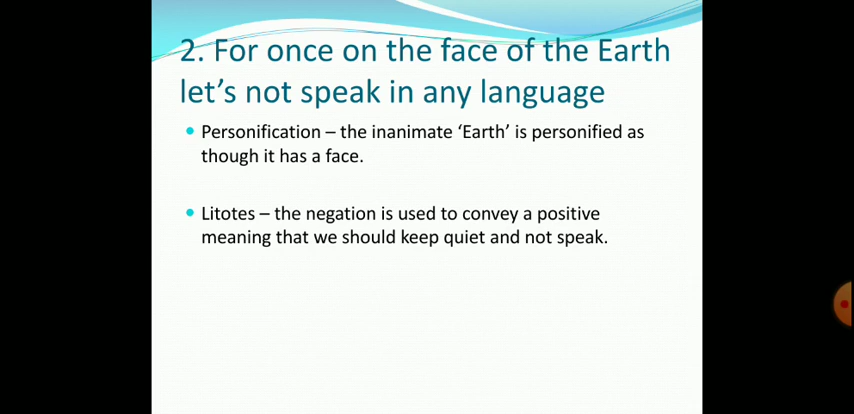 2. For once on the face of the Earth
let’s not speak in any language
• Personification – the inanimate ‘Earth’ is personified as
though it has a face.
• Litotes – the negation is used to convey a positive
meaning that we should keep quiet and not speak.